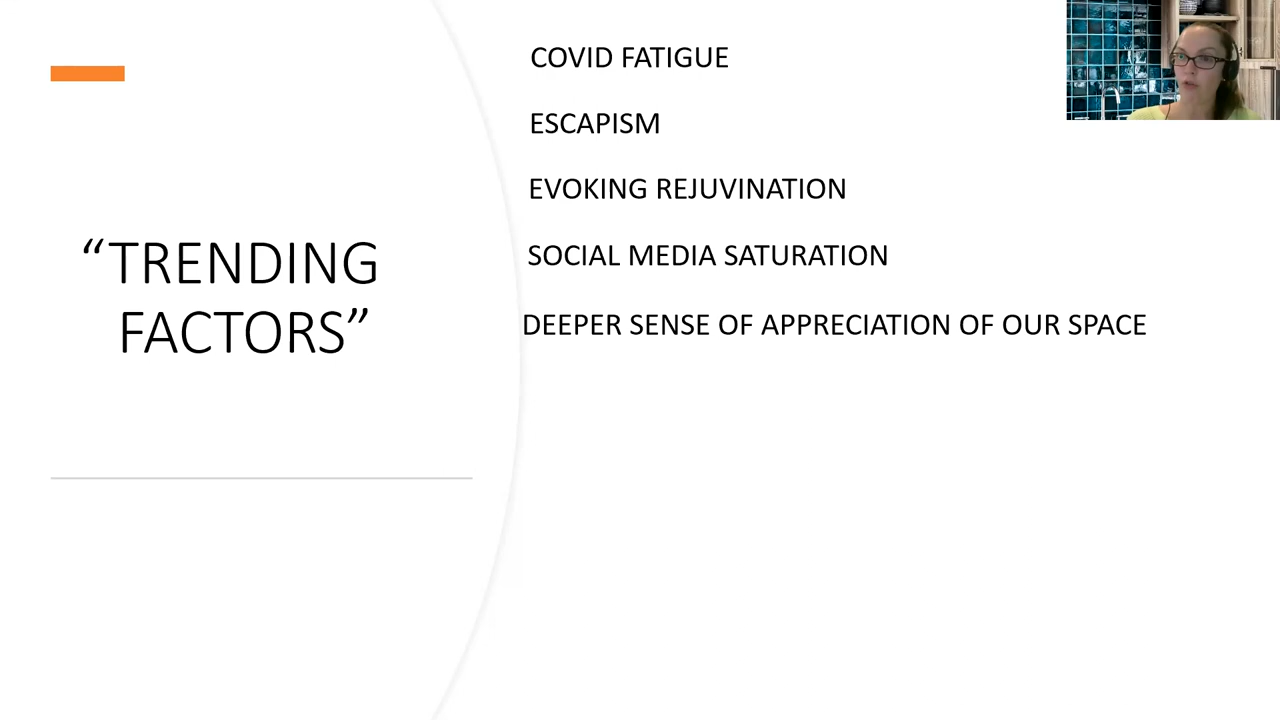 “TRENDING
FACTORS”
COVID FATIGUE
ESCAPISM
EVOKING REJUVINATION
SOCIAL MEDIA SATURATION
DEEPER SENSE OF APPRECIATION OF OUR SPACE